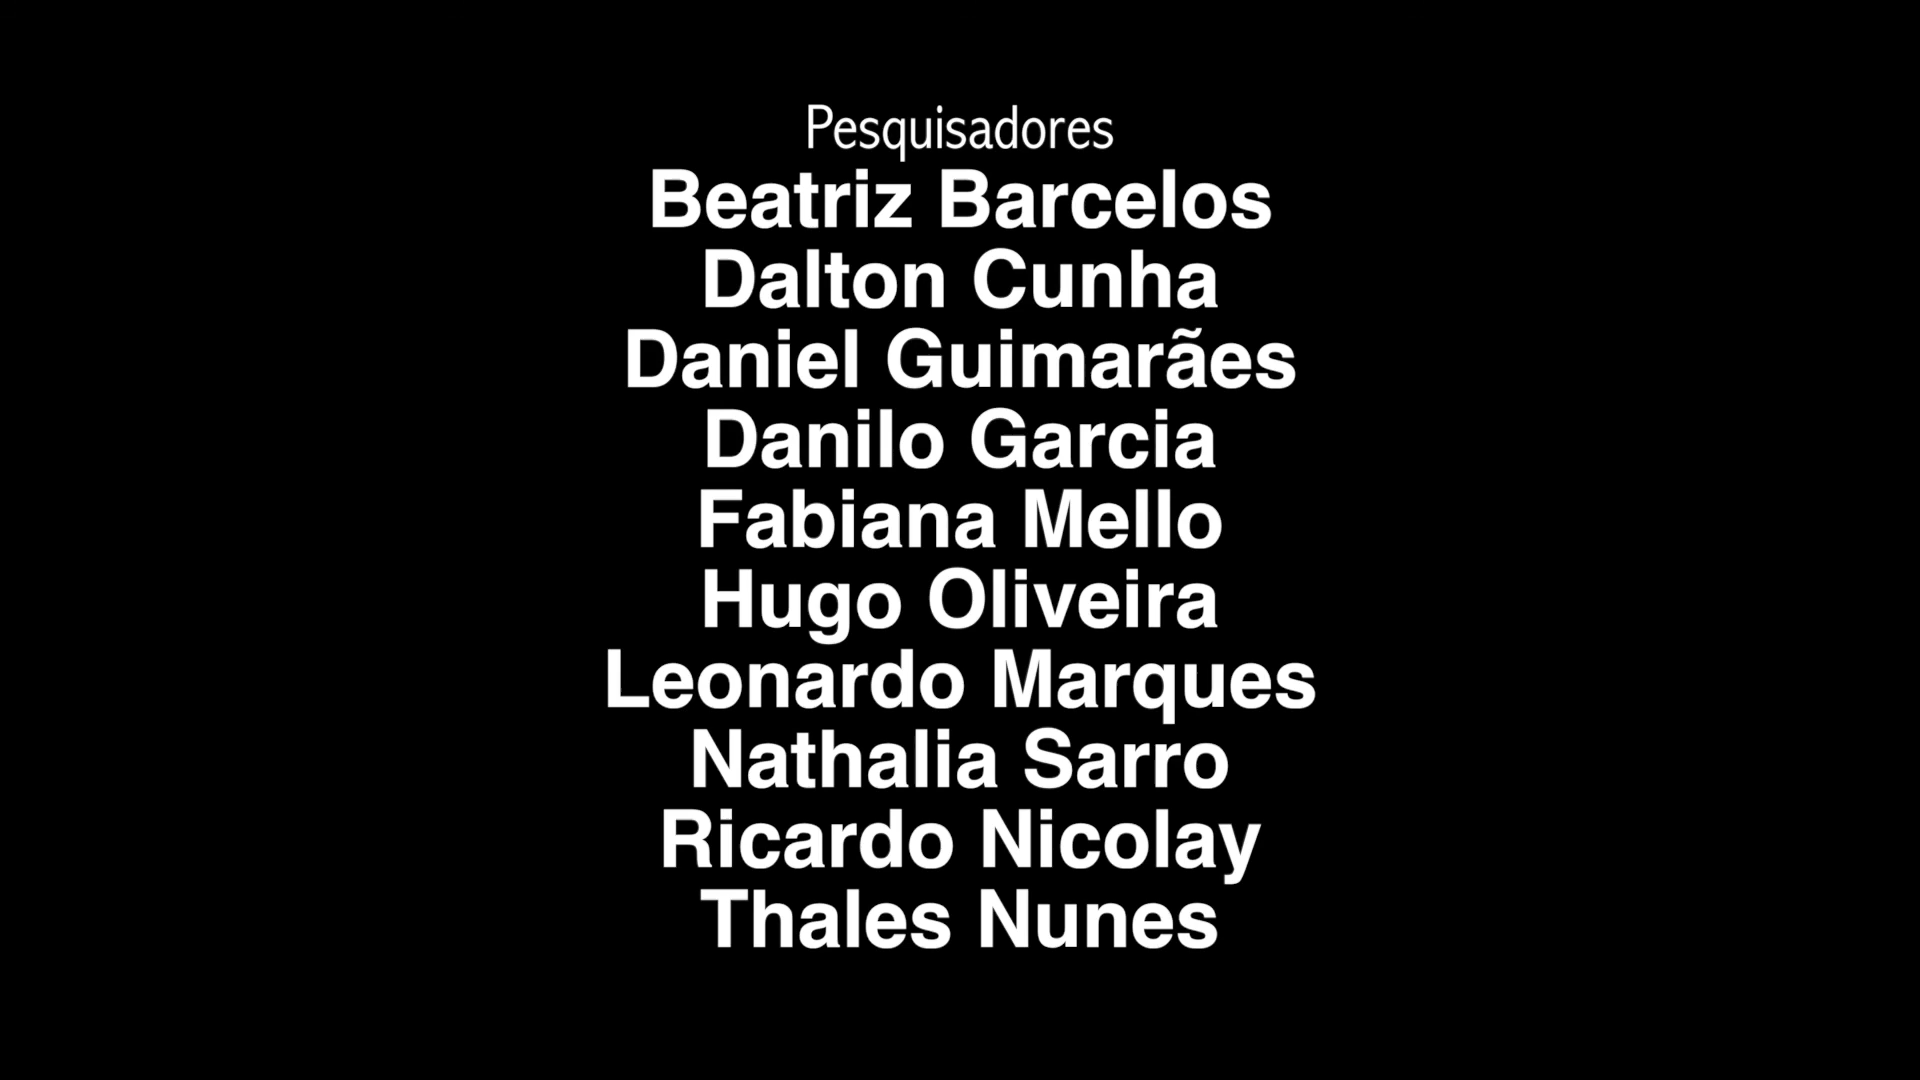 Pesquisadores
Beatriz Barcelos
Dalton Cunha
Daniel Guimarães
Danilo Garcia
Fabiana Mello
Hugo Oliveira
Leonardo Marques
Nathalia Sarro
Ricardo Nicolay
Thales Nunes